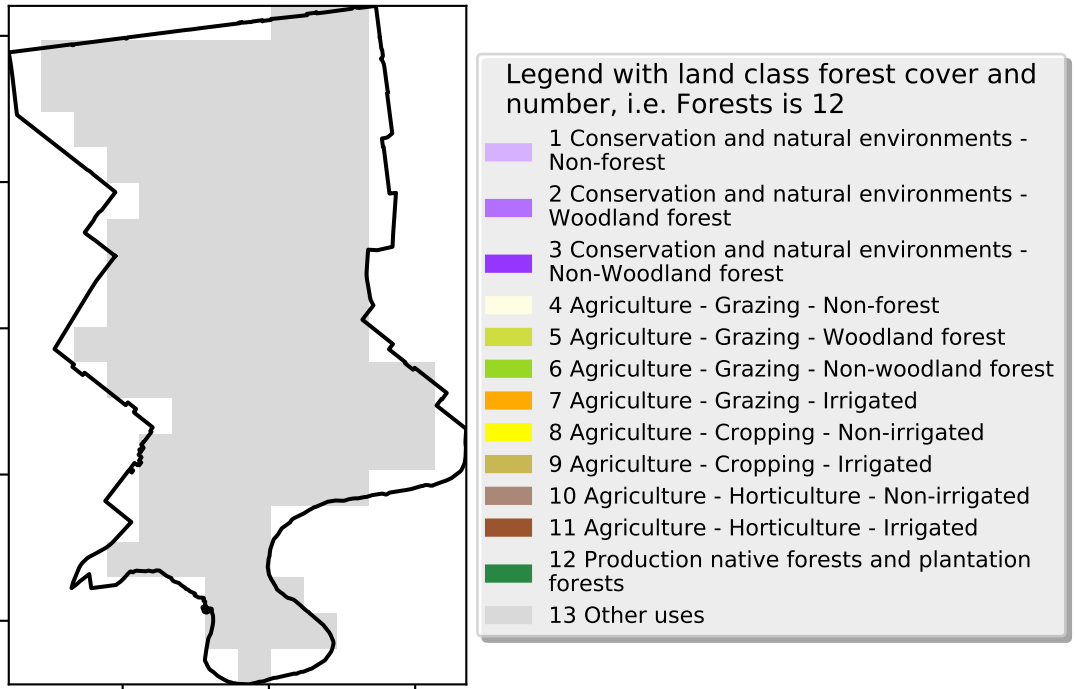 Legend with land class forest cover and
number, i.e. Forests is 12
1 Conservation and natural environments -
Non-forest
2 Conservation and natural environments -
Woodland forest
3 Conservation and natural environments -
Non-Woodland forest
4 Agriculture - Grazing - Non-forest
5 Agriculture - Grazing - Woodland forest
6 Agriculture - Grazing - Non-woodland forest
7 Agriculture - Grazing - Irrigated
8 Agriculture - Cropping - Non-irrigated
9 Agriculture - Cropping - Irrigated
10 Agriculture - Horticulture - Non-irrigated
11 Agriculture - Horticulture - Irrigated
12 Production native forests and plantation
forests
13 Other uses